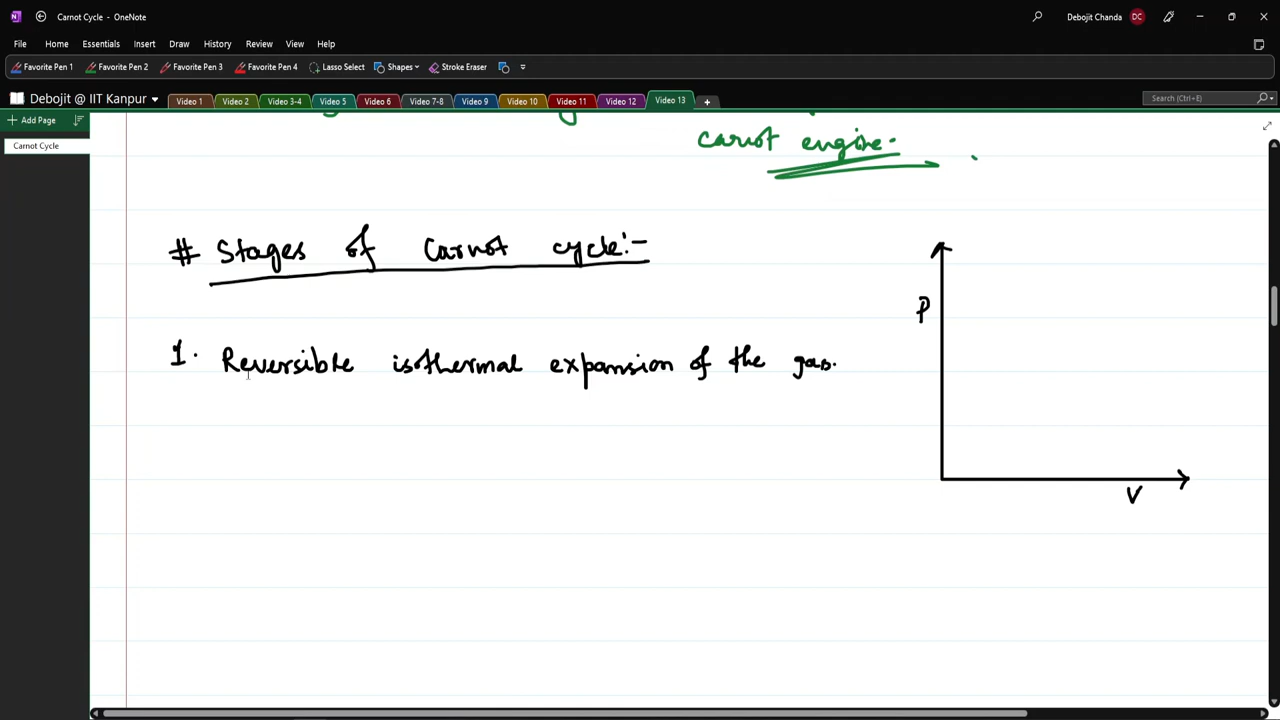 Carnot Cycle - OneNote
Debojit Chanda DC
File Home Essentials Insert Draw History Review View Help
Favorite Pen 1 Favorite Pen 2 Favorite Pen 3 Favorite Pen 4 Lasso Select Shapes Stroke Eraser
Debojit @ IIT Kanpur Video 1 Video 2 Video 3-4 Video 5 Video 6 Video 7-8 Video 9 Video 10 Video 11 Video 12 Video 13 Search (Ctrl+E)
Add Page
Carnot Cycle
carnot engine.
# Stages of Carnot cycle:-
P
1. Reversible isothermal expansion of the gas.
V